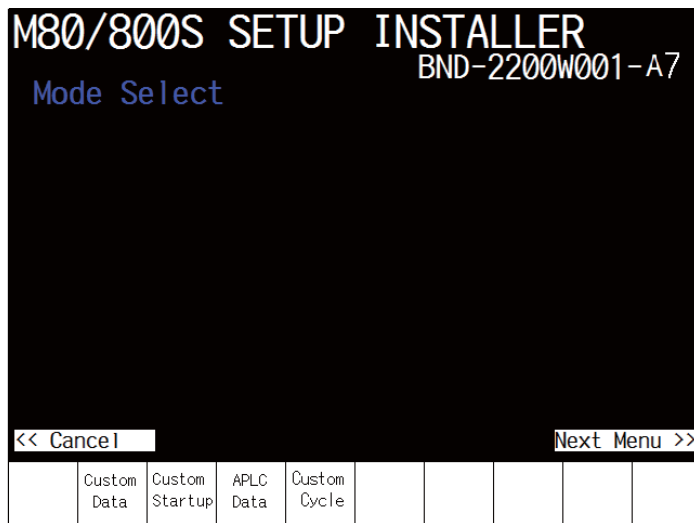 M80/800S SETUP INSTALLER
BND-2200W001-A7
Mode Select
<< Cancel
Next Menu >>
Custom Data
Custom Startup
APLC Data
Custom Cycle